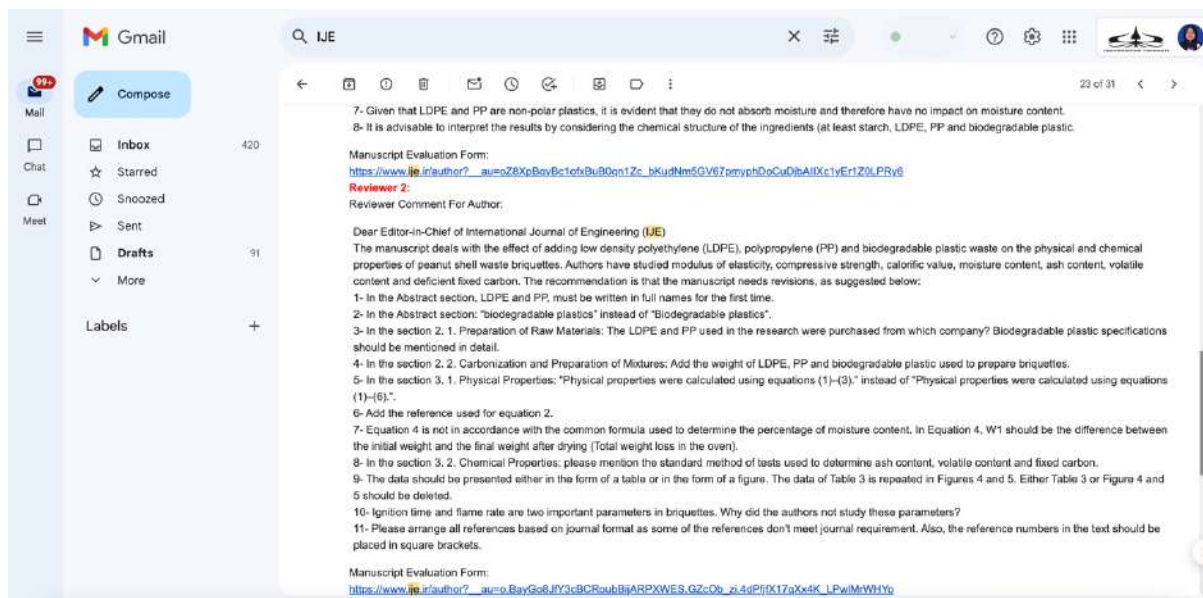 Gmail
IJE
99+
Mail
Compose
23 of 31
Chat
Meet
Inbox 420
Starred
Snoozed
Sent
Drafts 91
More
Labels
7- Given that LDPE and PP are non-polar plastics, it is evident that they do not absorb moisture and therefore have no impact on moisture content.
8- It is advisable to interpret the results by considering the chemical structure of the ingredients (at least starch, LDPE, PP and biodegradable plastic.
Manuscript Evaluation Form:
Reviewer 2:
Reviewer Comment For Author:
Dear Editor-in-Chief of International Journal of Engineering (IJE)
The manuscript deals with the effect of adding low density polyethylene (LDPE), polypropylene (PP) and biodegradable plastic waste on the physical and chemical
properties of peanut shell waste briquettes. Authors have studied modulus of elasticity, compressive strength, calorific value, moisture content, ash content, volatile
content and deficient fixed carbon. The recommendation is that the manuscript needs revisions, as suggested below:
1- In the Abstract section, LDPE and PP, must be written in full names for the first time.
2- In the Abstract section: "biodegradable plastics" instead of "Biodegradable plastics".
3- In the section 2. 1. Preparation of Raw Materials: The LDPE and PP used in the research were purchased from which company? Biodegradable plastic specifications
should be mentioned in detail.
4- In the section 2. 2. Carbonization and Preparation of Mixtures: Add the weight of LDPE, PP and biodegradable plastic used to prepare briquettes.
5- In the section 3. 1. Physical Properties: "Physical properties were calculated using equations (1)–(3)." instead of "Physical properties were calculated using equations
(1)–(6).".
6- Add the reference used for equation 2.
7- Equation 4 is not in accordance with the common formula used to determine the percentage of moisture content. In Equation 4, W1 should be the difference between
the initial weight and the final weight after drying (Total weight loss in the oven).
8- In the section 3. 2. Chemical Properties: please mention the standard method of tests used to determine ash content, volatile content and fixed carbon.
9- The data should be presented either in the form of a table or in the form of a figure. The data of Table 3 is repeated in Figures 4 and 5. Either Table 3 or Figure 4 and
5 should be deleted.
10- Ignition time and flame rate are two important parameters in briquettes. Why did the authors not study these parameters?
11- Please arrange all references based on journal format as some of the references don't meet journal requirement. Also, the reference numbers in the text should be
placed in square brackets.
Manuscript Evaluation Form: